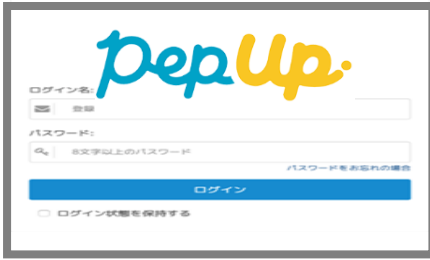 PepUp
ログイン名:
登録
パスワード:
8文字以上のパスワード
パスワードをお忘れの場合
ログイン
ログイン状態を保持する